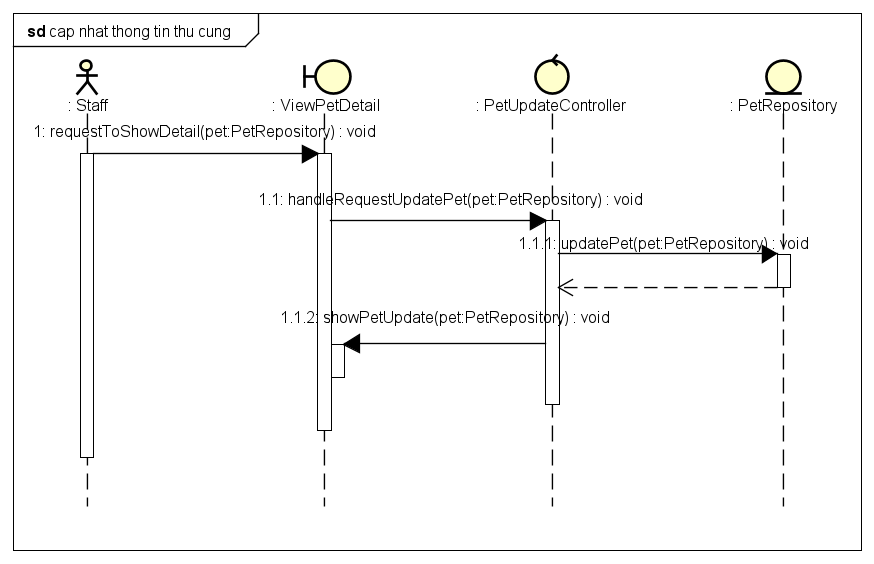 sd cap nhat thong tin thu cung
: Staff
: ViewPetDetail
: PetUpdateController
: PetRepository
1: requestToShowDetail(pet:PetRepository) : void
1.1: handleRequestUpdatePet(pet:PetRepository) : void
1.1.1: updatePet(pet:PetRepository) : void
1.1.2: showPetUpdate(pet:PetRepository) : void